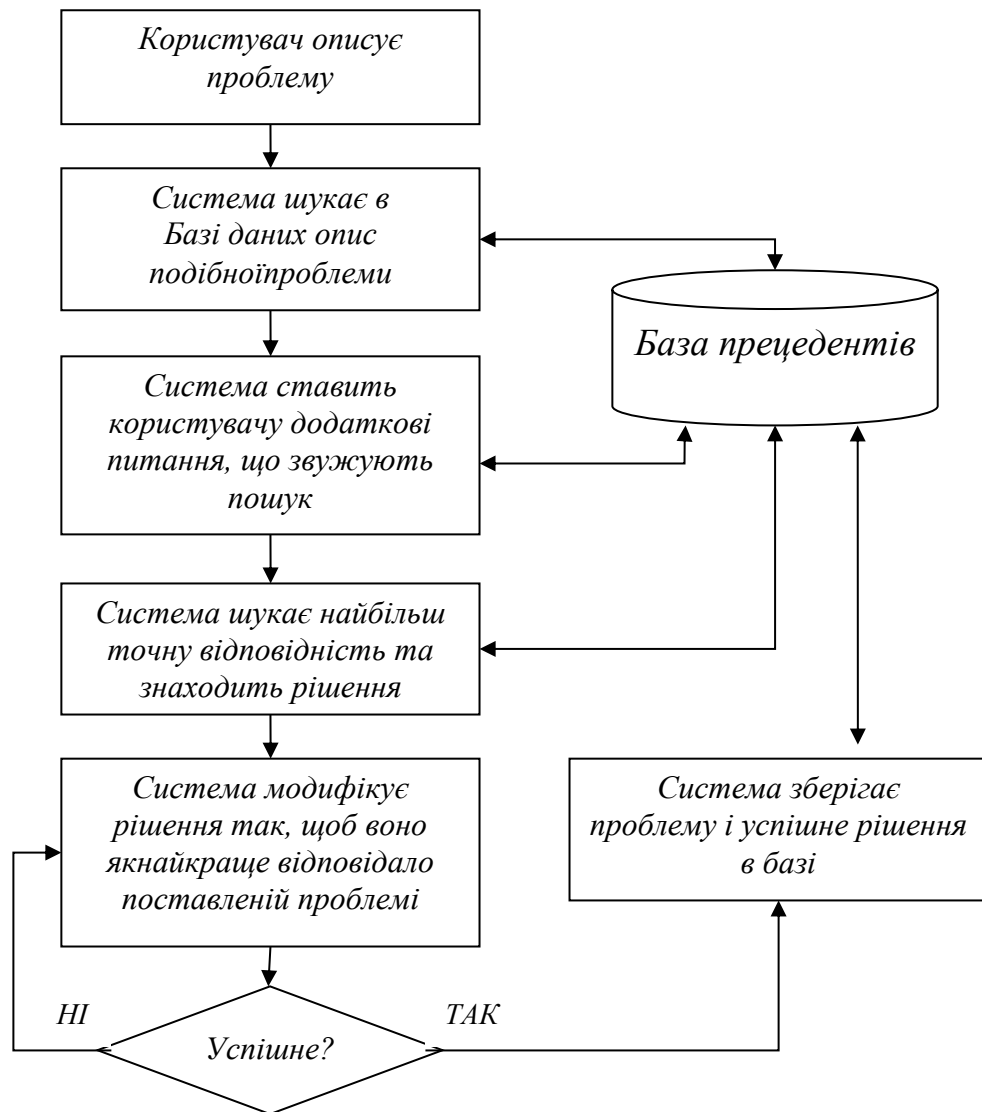 Користувач описує
проблему
Система шукає в
Базі даних опис
подібноїпроблеми
База прецедентів
Система ставить
користувачу додаткові
питання, що звужують
пошук
Система шукає найбільш
точну відповідність та
знаходить рішення
Система модифікує
рішення так, щоб воно
якнайкраще відповідало
поставленій проблемі
Система зберігає
проблему і успішне рішення
в базі
НІ
ТАК
Успішне?